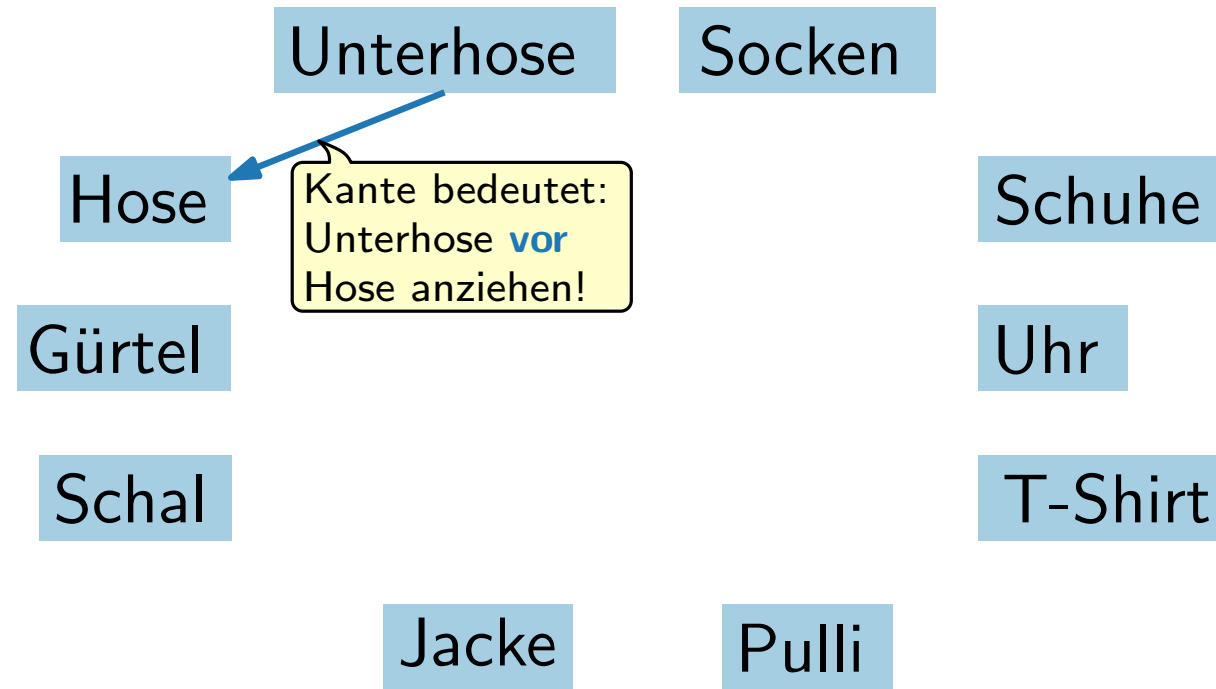 Unterhose
Socken
Hose
Kante bedeutet:
Unterhose vor
Hose anziehen!
Schuhe
Gürtel
Uhr
Schal
T-Shirt
Jacke
Pulli